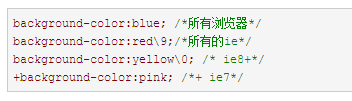 background-color:blue; /*所有浏览器*/
background-color:red\9;/*所有的ie*/
background-color:yellow\0; /* ie8+*/
+background-color:pink; /*+ ie7*/